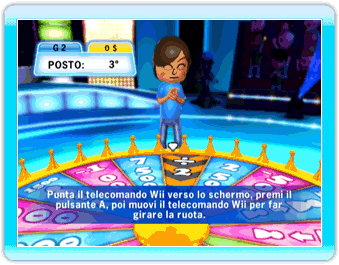 G 2 0 $
POSTO: 3°
÷2
Punta il telecomando Wii verso lo schermo, premi il
pulsante A, poi muovi il telecomando Wii per far
girare la ruota.